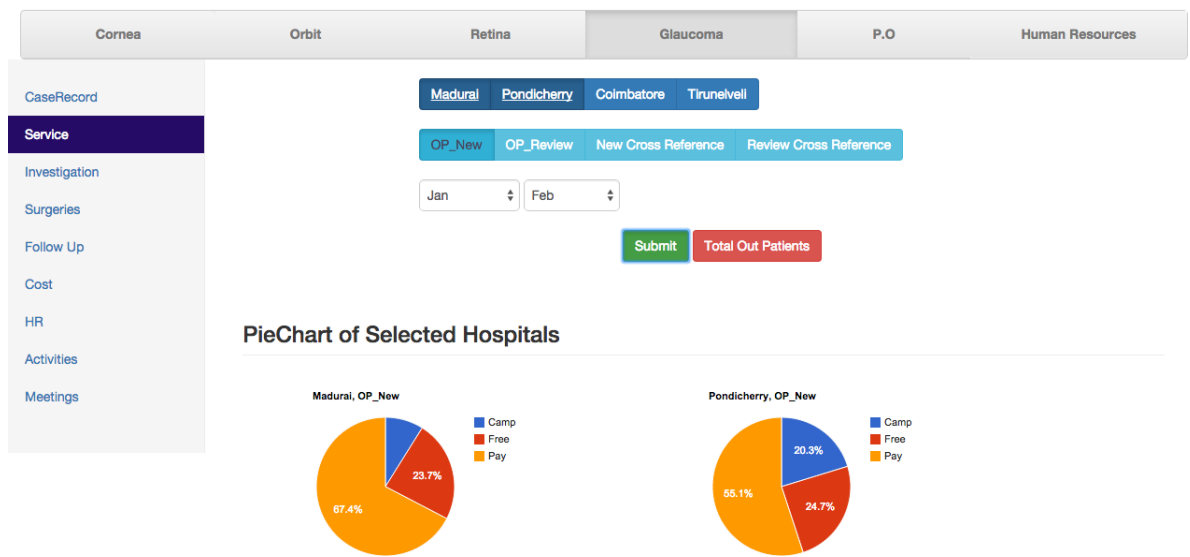 Cornea Orbit Retina Glaucoma P.O Human Resources
CaseRecord
Service
Investigation
Surgeries
Follow Up
Cost
HR
Activities
Meetings
Madurai Pondicherry Coimbatore Tirunelveli
OP_New OP_Review New Cross Reference Review Cross Reference
Jan Feb
Submit Total Out Patients
PieChart of Selected Hospitals
Madurai, OP_New
Camp
Free
Pay
23.7%
67.4%
Pondicherry, OP_New
Camp
Free
Pay
20.3%
55.1%
24.7%